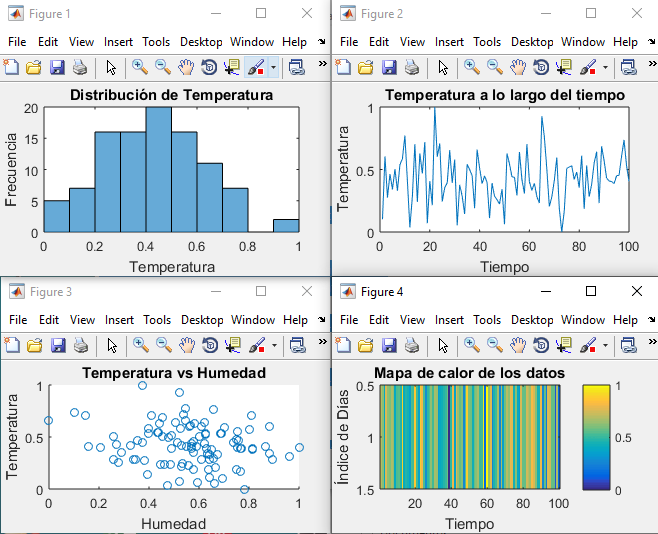 Figure 1
File Edit View Insert Tools Desktop Window Help
Distribución de Temperatura
Frecuencia
20
15
10
5
0
0 0.2 0.4 0.6 0.8 1
Temperatura
Figure 2
File Edit View Insert Tools Desktop Window Help
Temperatura a lo largo del tiempo
Temperatura
1
0.5
0
0 20 40 60 80 100
Tiempo
Figure 3
File Edit View Insert Tools Desktop Window Help
Temperatura vs Humedad
Temperatura
1
0.5
0
0 0.2 0.4 0.6 0.8 1
Humedad
Figure 4
File Edit View Insert Tools Desktop Window Help
Mapa de calor de los datos
Índice de Días
0.5
1
1.5
20 40 60 80 100
Tiempo
1
0.5
0